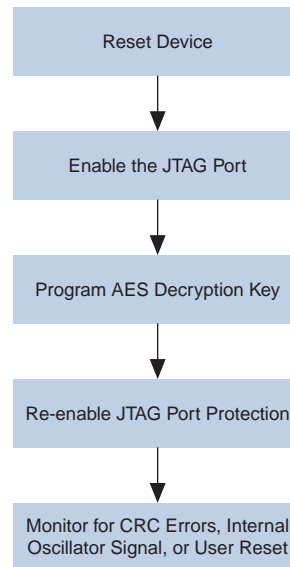 Reset Device
Enable the JTAG Port
Program AES Decryption Key
Re-enable JTAG Port Protection
Monitor for CRC Errors, Internal
Oscillator Signal, or User Reset